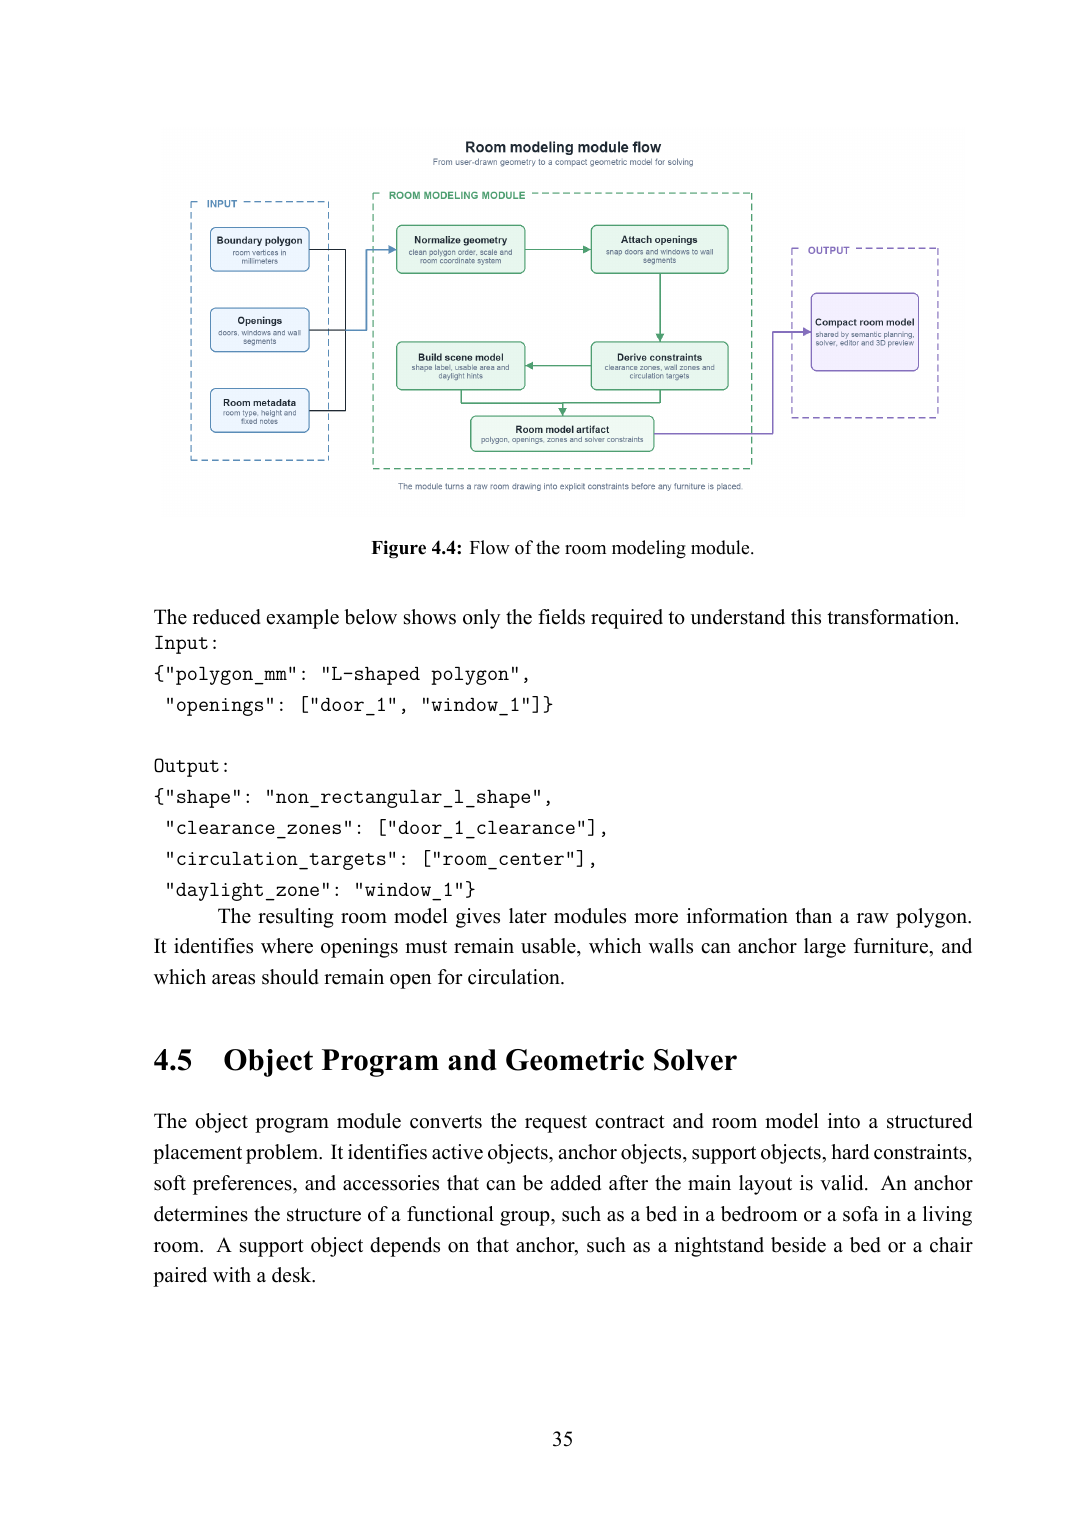 Room modeling module flow
From user-drawn geometry to a compact geometric model for solving
INPUT
Boundary polygon
room vertices in
millimeters
Openings
doors, windows and wall
segments
Room metadata
room type, height and
fixed notes
ROOM MODELING MODULE
Normalize geometry
clean polygon order, scale and
room coordinate system
Attach openings
snap doors and windows to wall
segments
Build scene model
shape label, usable area and
daylight hints
Derive constraints
clearance zones, wall zones and
circulation targets
Room model artifact
polygon, openings, zones and solver constraints
OUTPUT
Compact room model
shared by semantic planning,
solver, editor and 3D preview
The module turns a raw room drawing into explicit constraints before any furniture is placed.
Figure 4.4: Flow of the room modeling module.
The reduced example below shows only the fields required to understand this transformation.
Input:
{"polygon_mm": "L-shaped polygon",
"openings": ["door_1", "window_1"]}
Output:
{"shape": "non_rectangular_l_shape",
"clearance_zones": ["door_1_clearance"],
"circulation_targets": ["room_center"],
"daylight_zone": "window_1"}
The resulting room model gives later modules more information than a raw polygon.
It identifies where openings must remain usable, which walls can anchor large furniture, and
which areas should remain open for circulation.
4.5 Object Program and Geometric Solver
The object program module converts the request contract and room model into a structured
placement problem. It identifies active objects, anchor objects, support objects, hard constraints,
soft preferences, and accessories that can be added after the main layout is valid. An anchor
determines the structure of a functional group, such as a bed in a bedroom or a sofa in a living
room. A support object depends on that anchor, such as a nightstand beside a bed or a chair
paired with a desk.
35